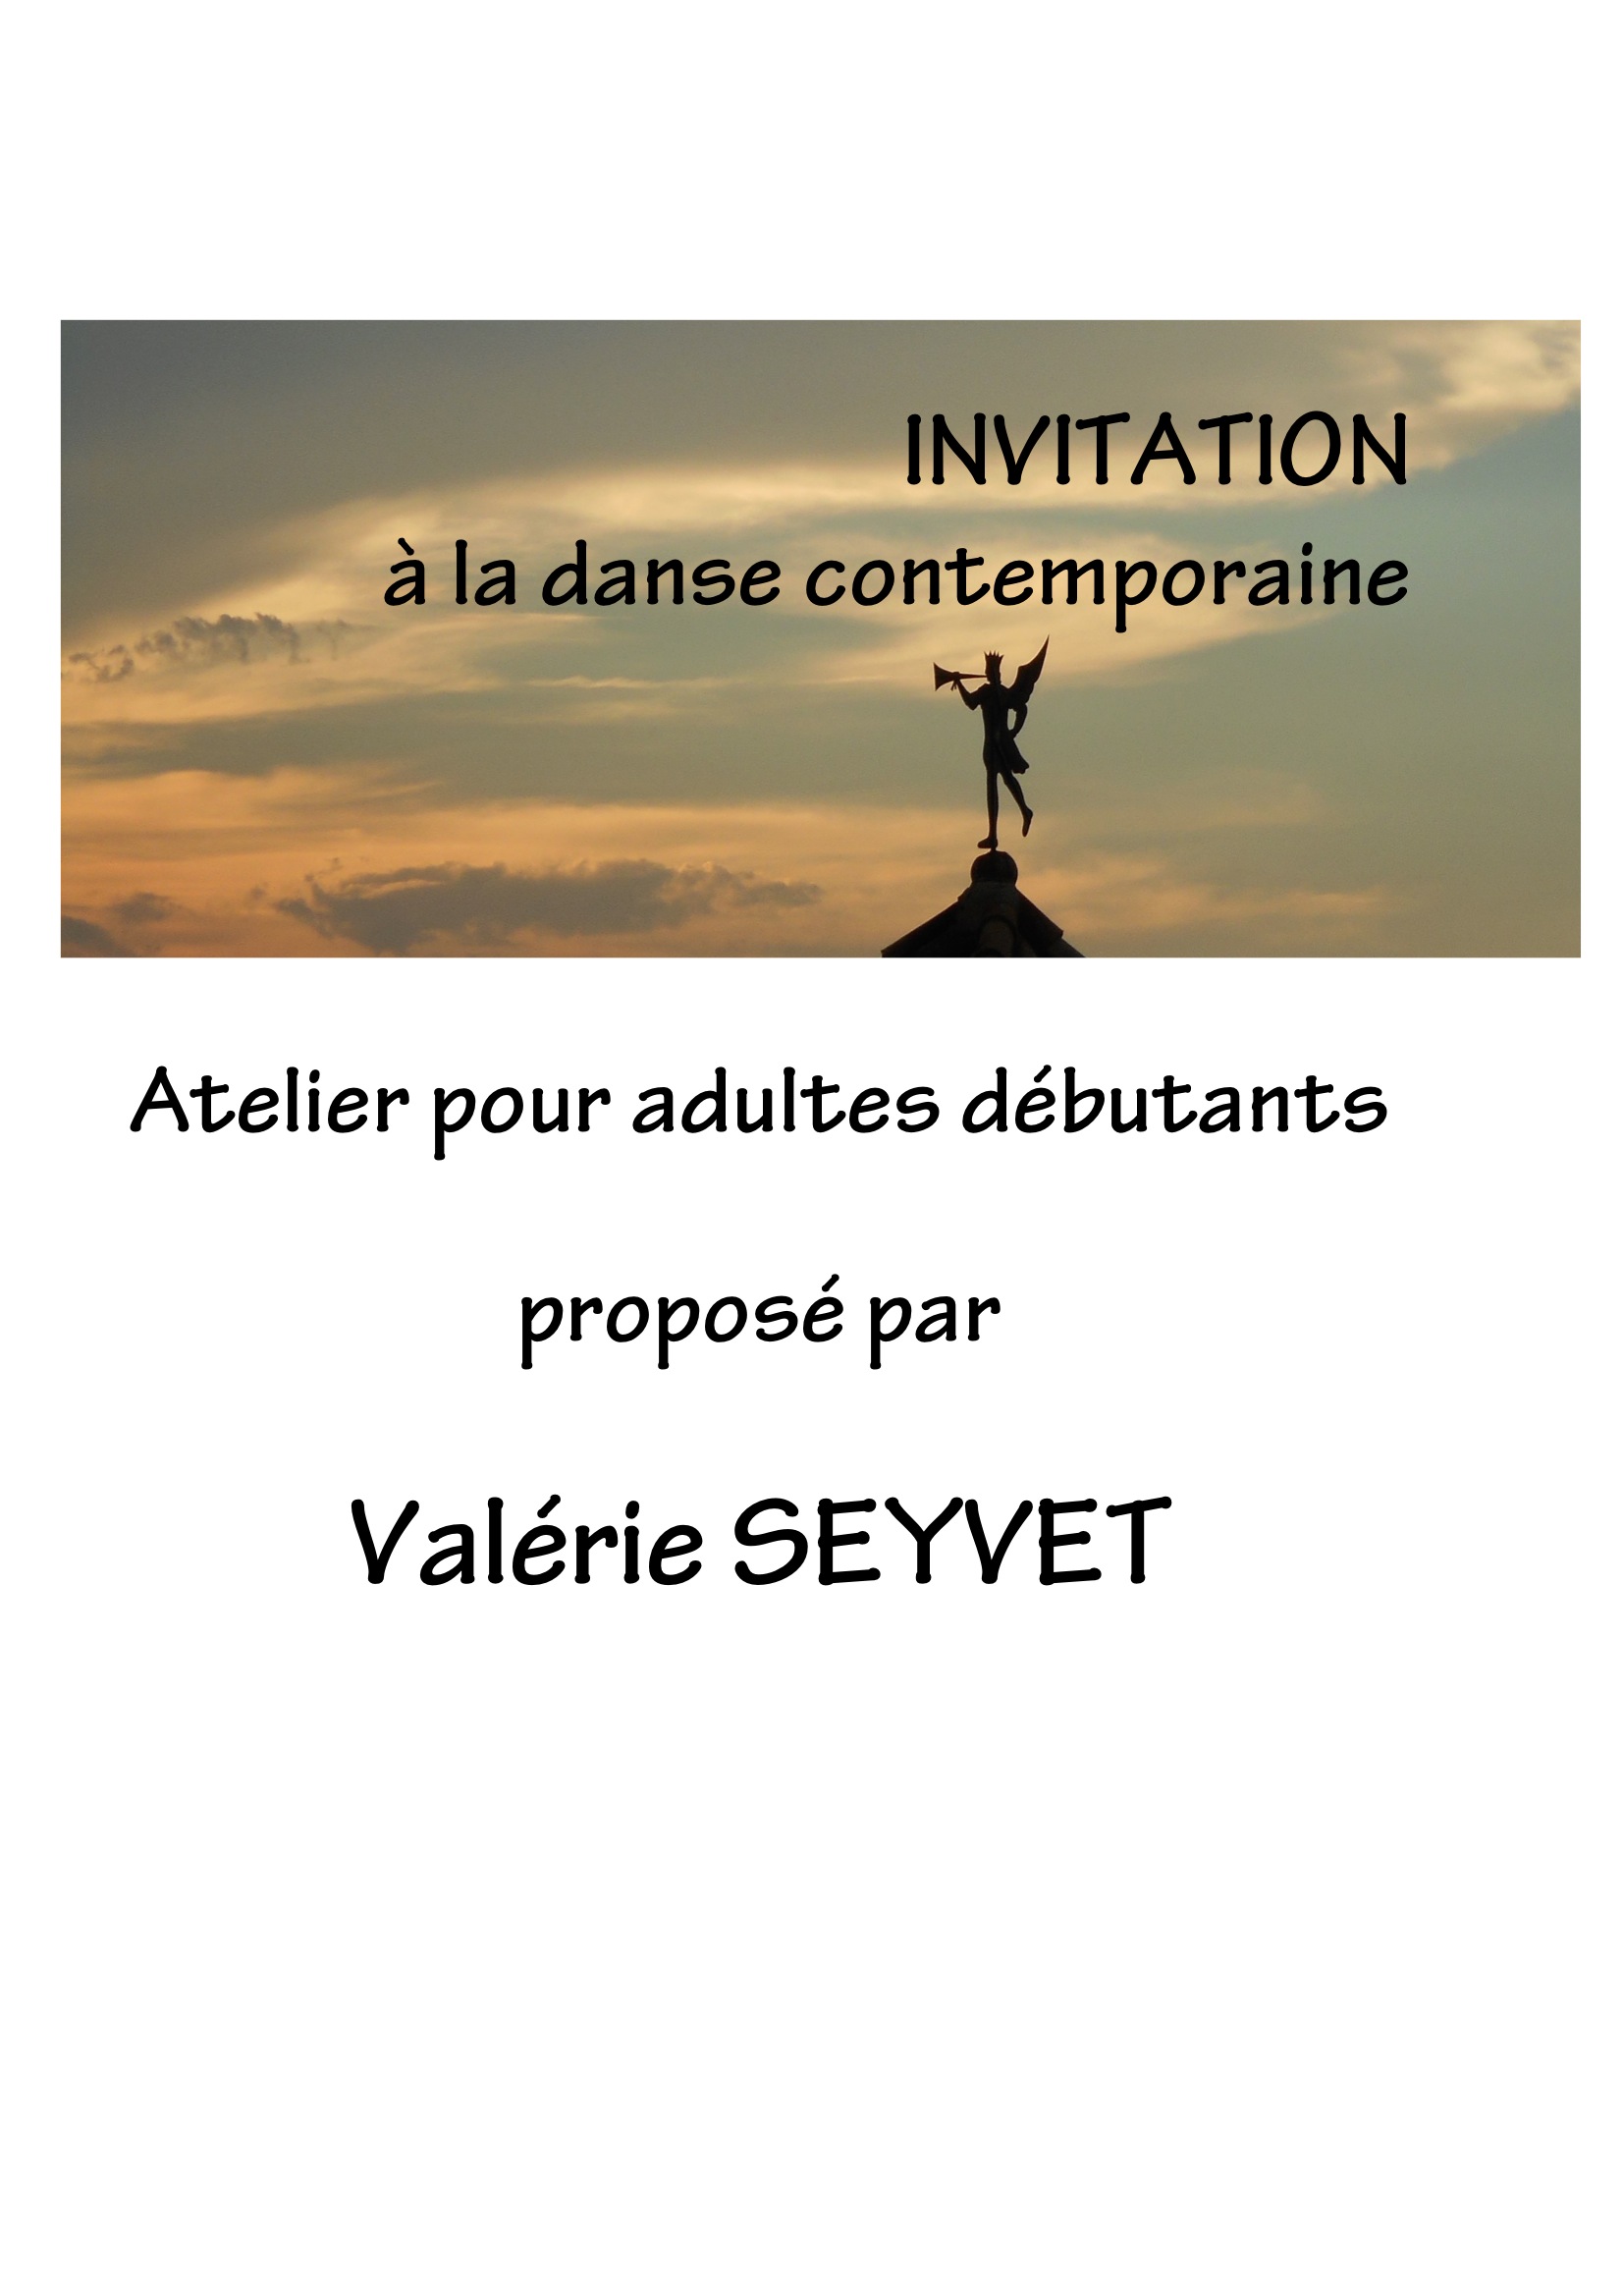 INVITATION
à la danse contemporaine
Atelier pour adultes débutants
proposé par
Valérie SEYVET